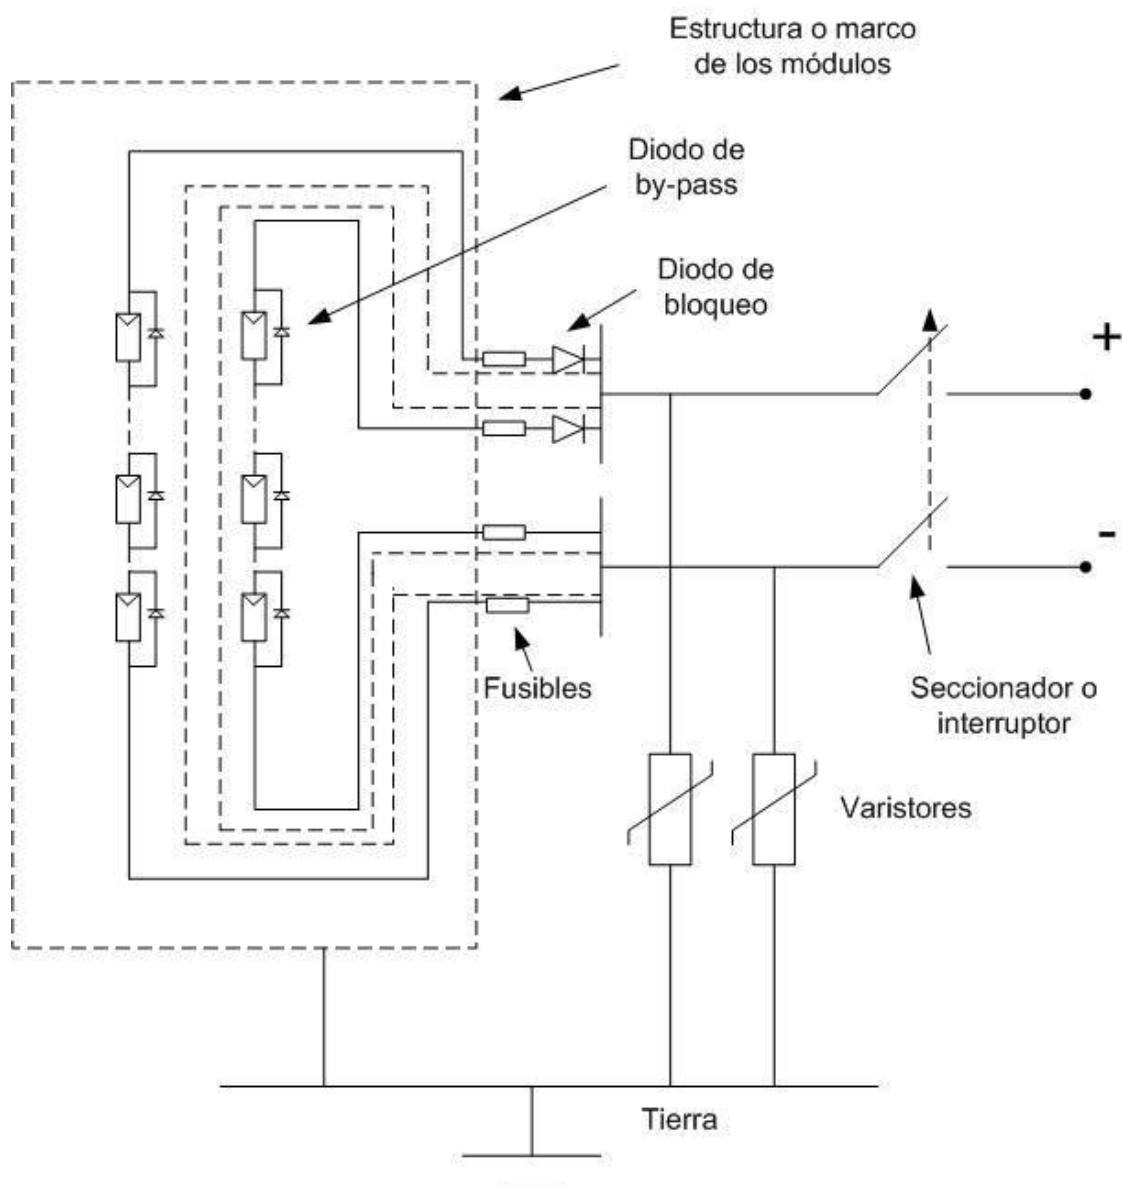 Estructura o marco
de los módulos
Diodo de
by-pass
Diodo de
bloqueo
+
-
Fusibles
Seccionador o
interruptor
Varistores
Tierra